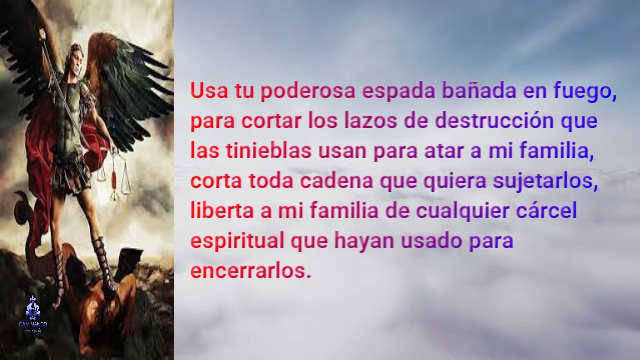 Usa tu poderosa espada bañada en fuego,
para cortar los lazos de destrucción que
las tinieblas usan para atar a mi familia,
corta toda cadena que quiera sujetarlos,
liberta a mi familia de cualquier cárcel
espiritual que hayan usado para
encerrarlos.